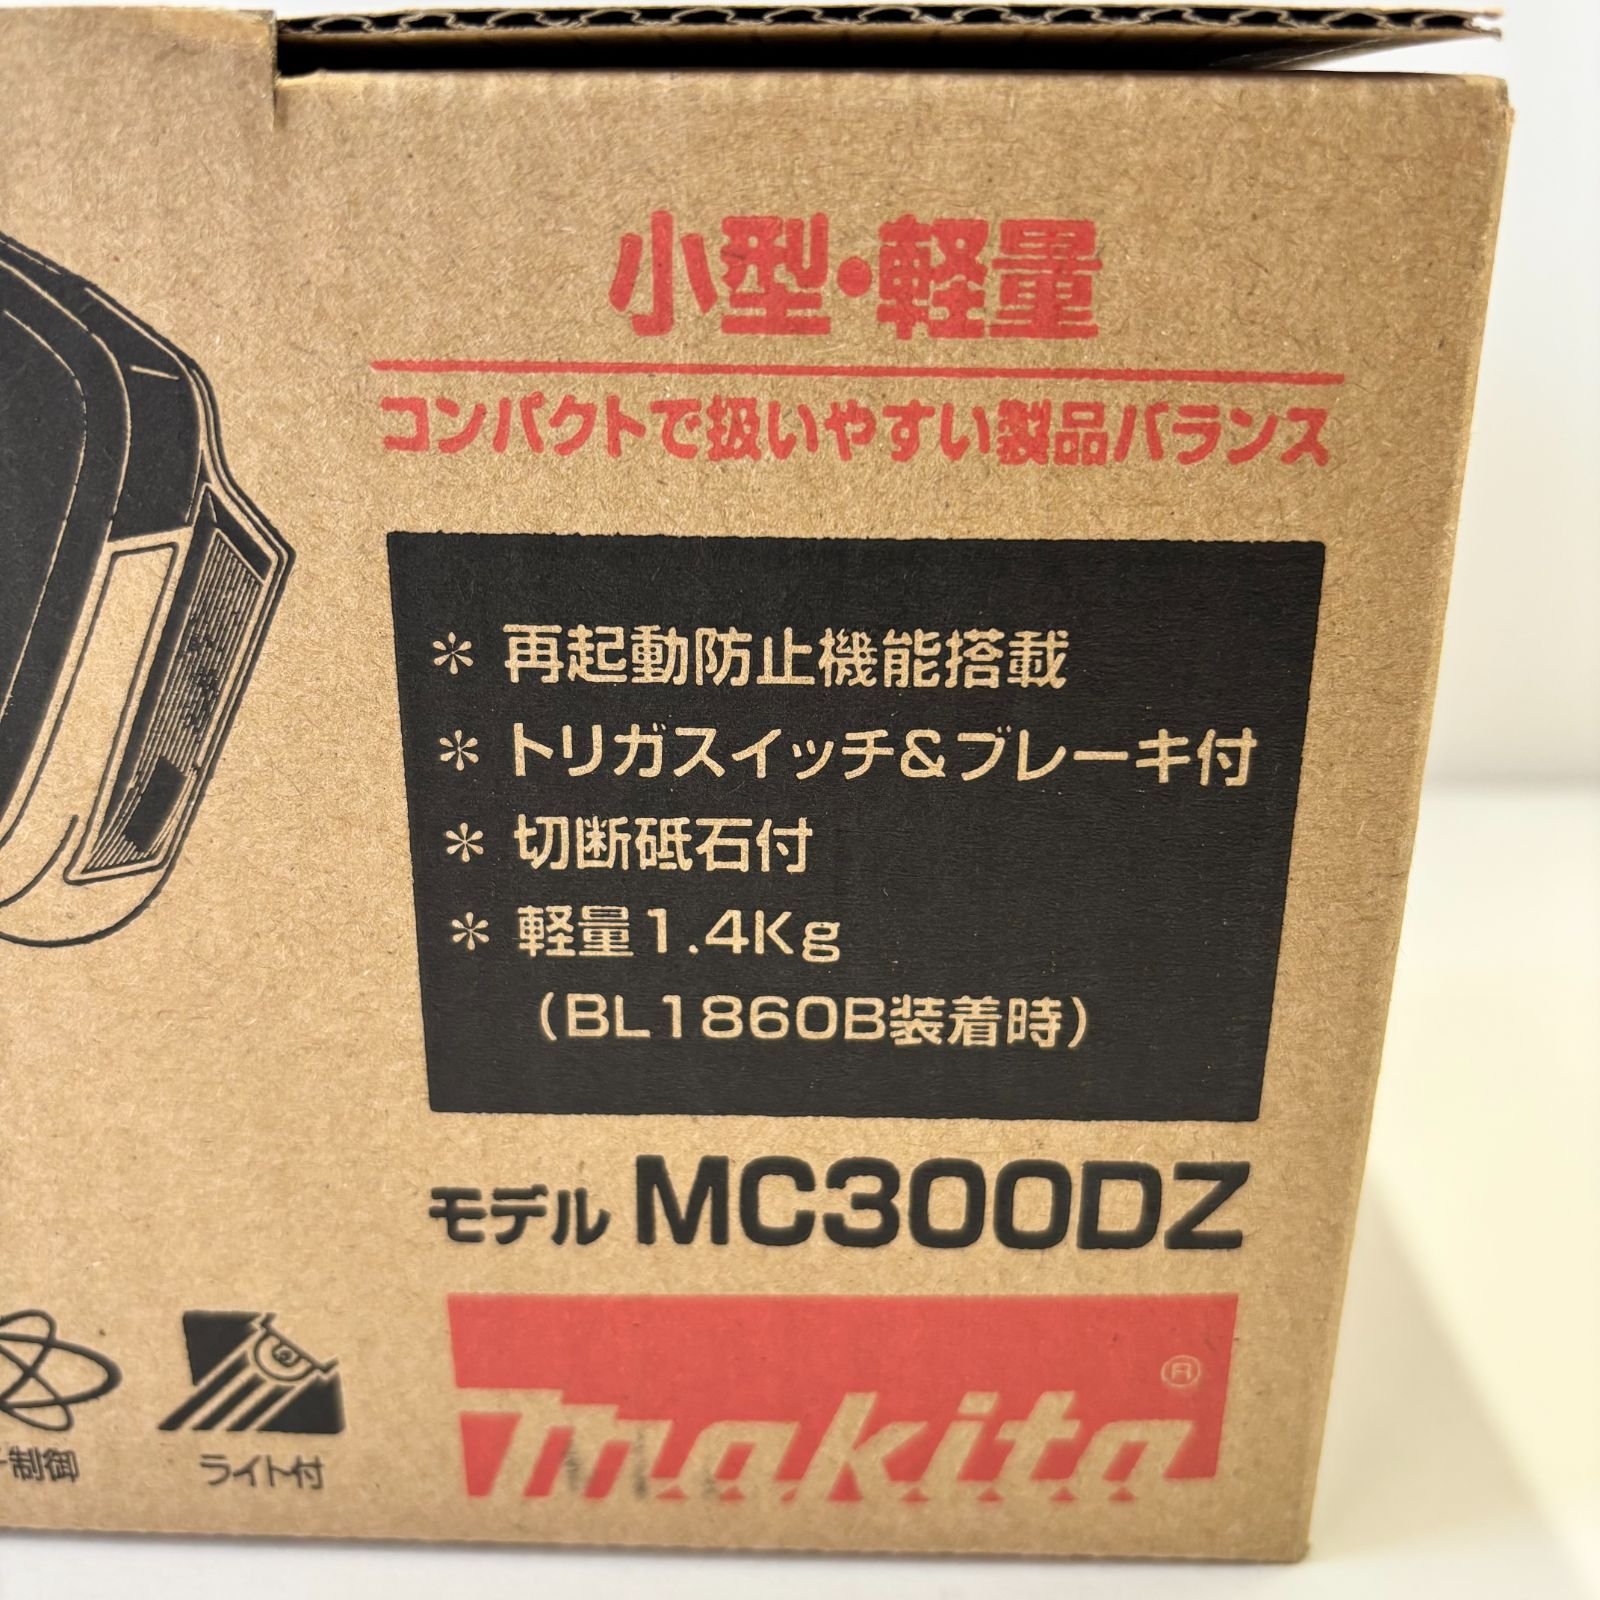 小型・軽量
コンパクトで扱いやすい製品バランス
* 再起動防止機能搭載
* トリガスイッチ&ブレーキ付
* 切断砥石付
* 軽量1.4Kg
(BL1860B装着時)
モデル MC300DZ
makita®
制御
ライト付